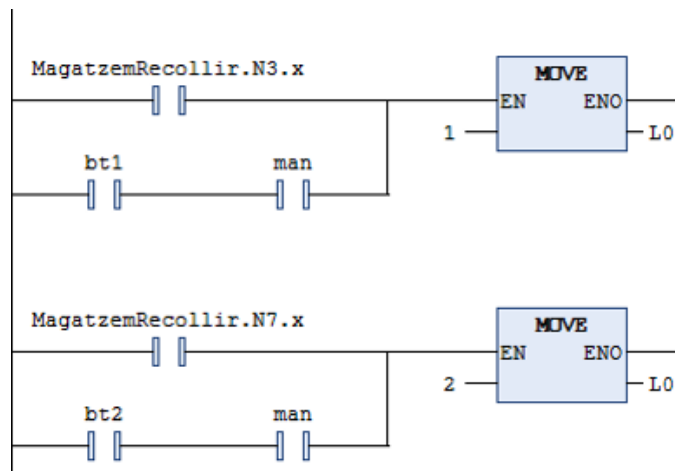 MagatzemRecollir.N3.x
MOVE
EN ENO
1 L0
bt1 man
MagatzemRecollir.N7.x
MOVE
EN ENO
2 L0
bt2 man